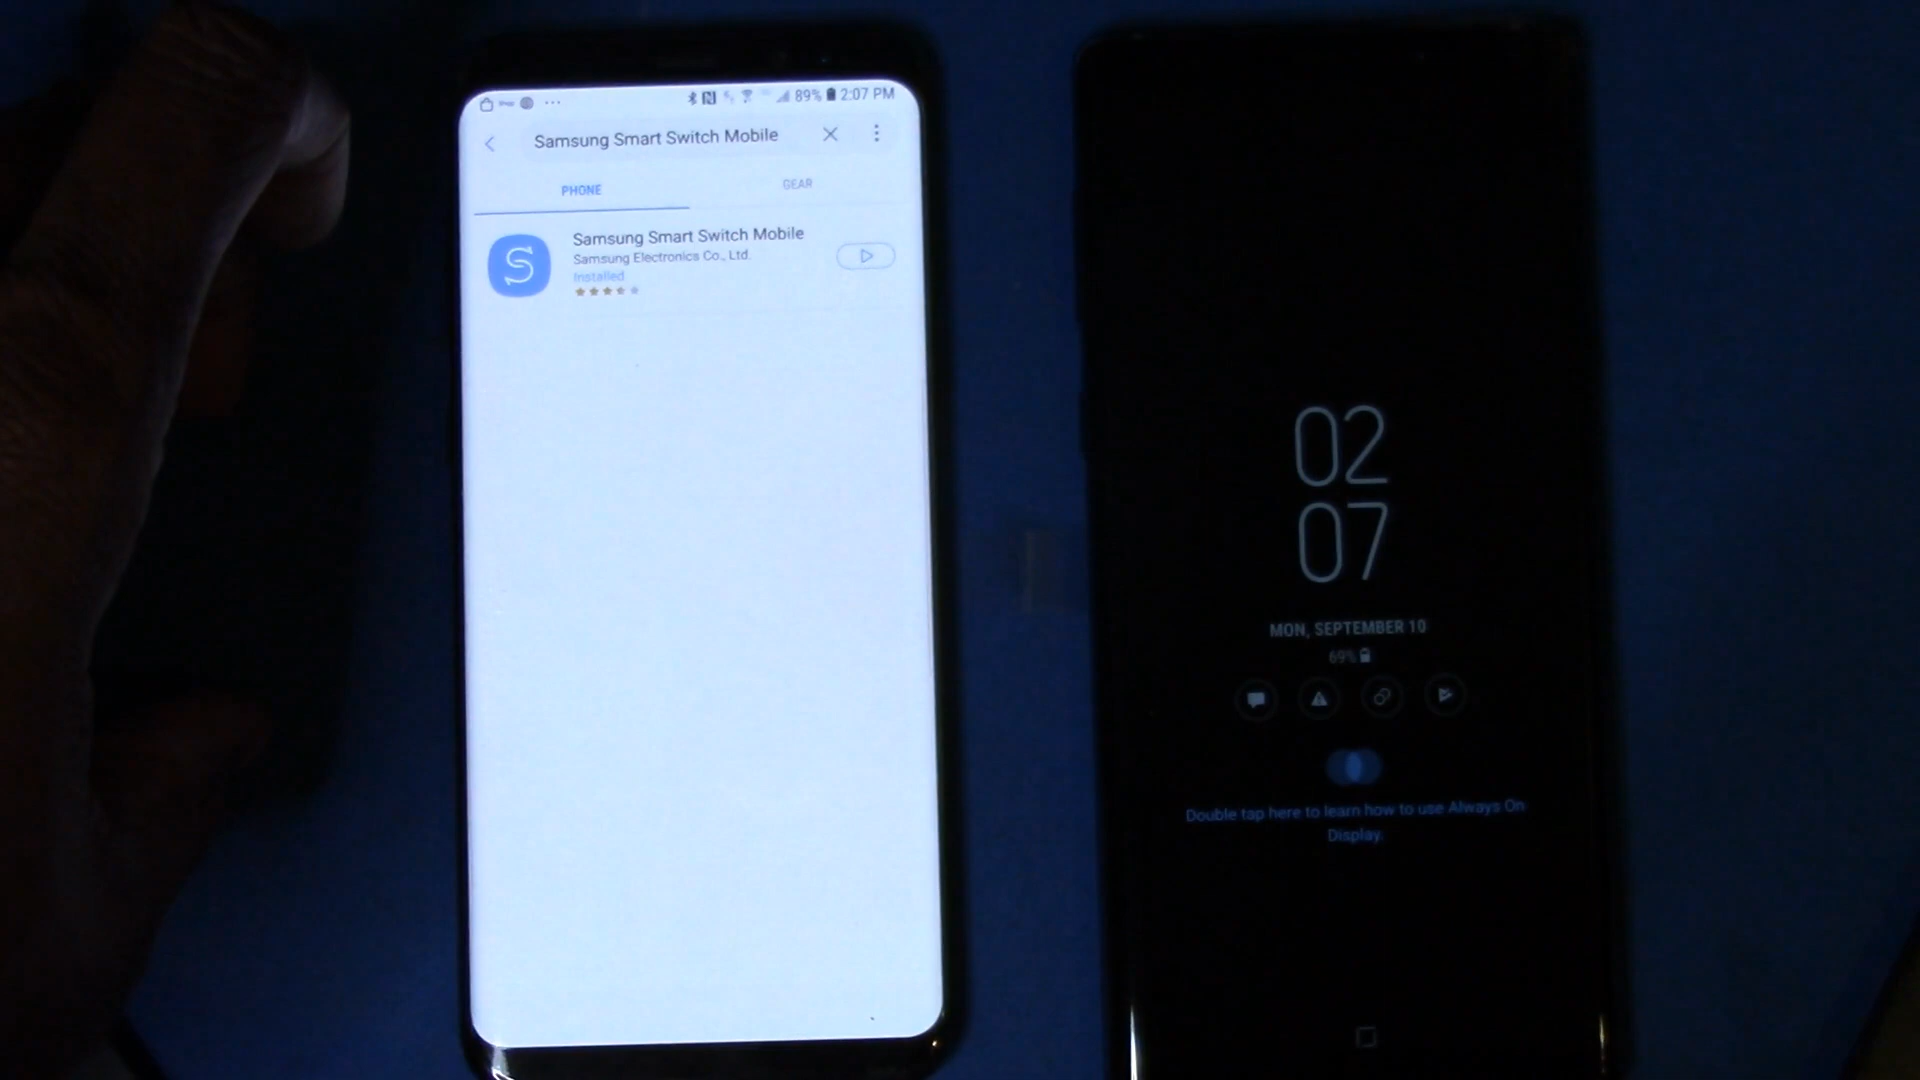 89% 2:07 PM
Samsung Smart Switch Mobile
PHONE
GEAR
Samsung Smart Switch Mobile
Samsung Electronics Co., Ltd.
Installed
02
07
MON, SEPTEMBER 10
69%
Double tap here to learn how to use Always On
Display.